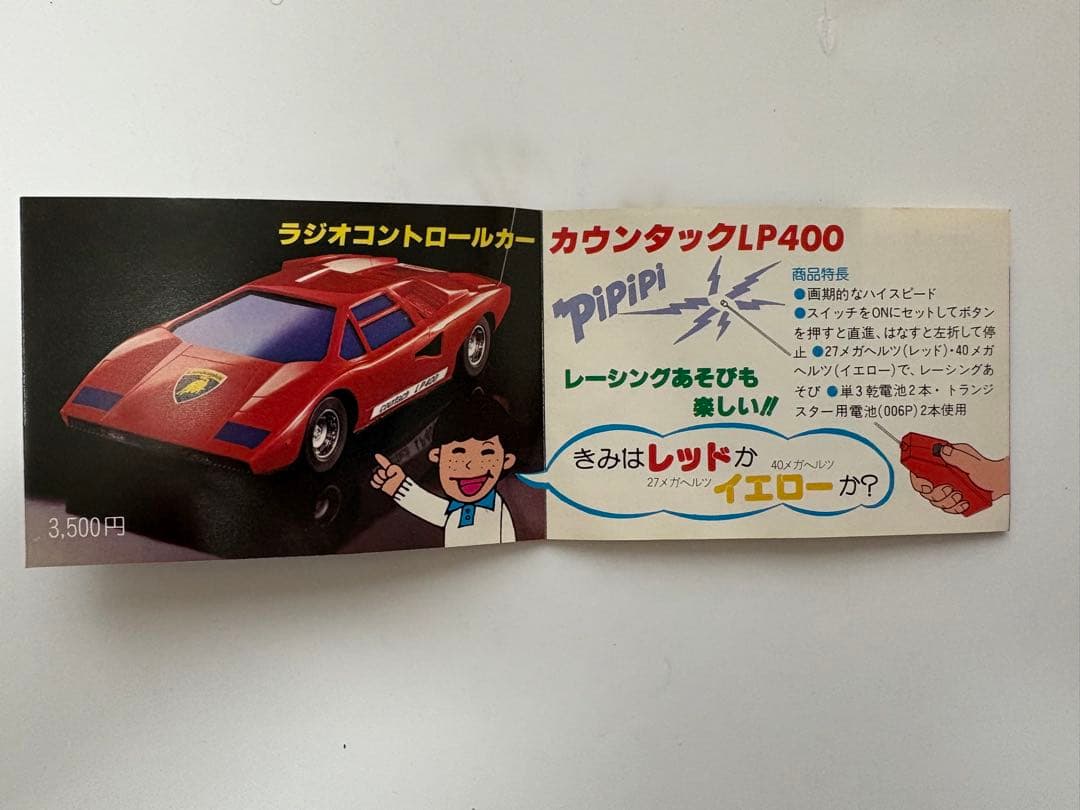 ラジオコントロールカー カウンタックLP400
PiPiPi
商品特長
●画期的なハイスピード
●スイッチをONにセットしてボタン
を押すと直進、はなすと左折して停
止 ●27メガヘルツ(レッド)・40メガ
ヘルツ(イエロー)で、レーシングあ
そび ●単3乾電池2本・トランジ
スター用電池(006P)2本使用
レーシングあそびも
楽しい!!
きみはレッドか
27メガヘルツ
40メガヘルツ
イエローか?
countach LP400
3,500円